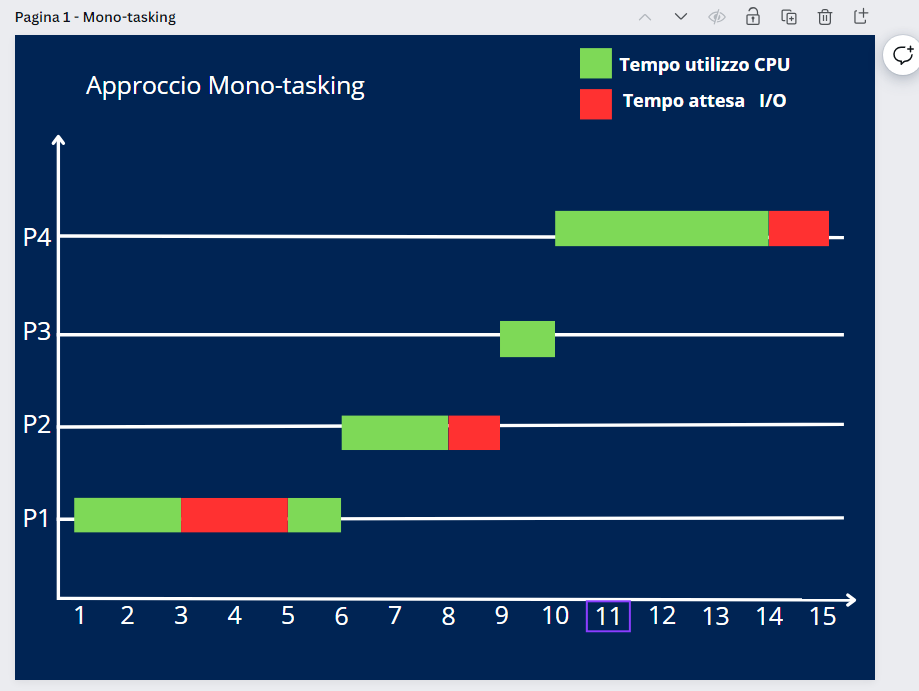 Pagina 1 - Mono-tasking
Approccio Mono-tasking
Tempo utilizzo CPU
Tempo attesa I/O
P4
P3
P2
P1
1 2 3 4 5 6 7 8 9 10 11 12 13 14 15